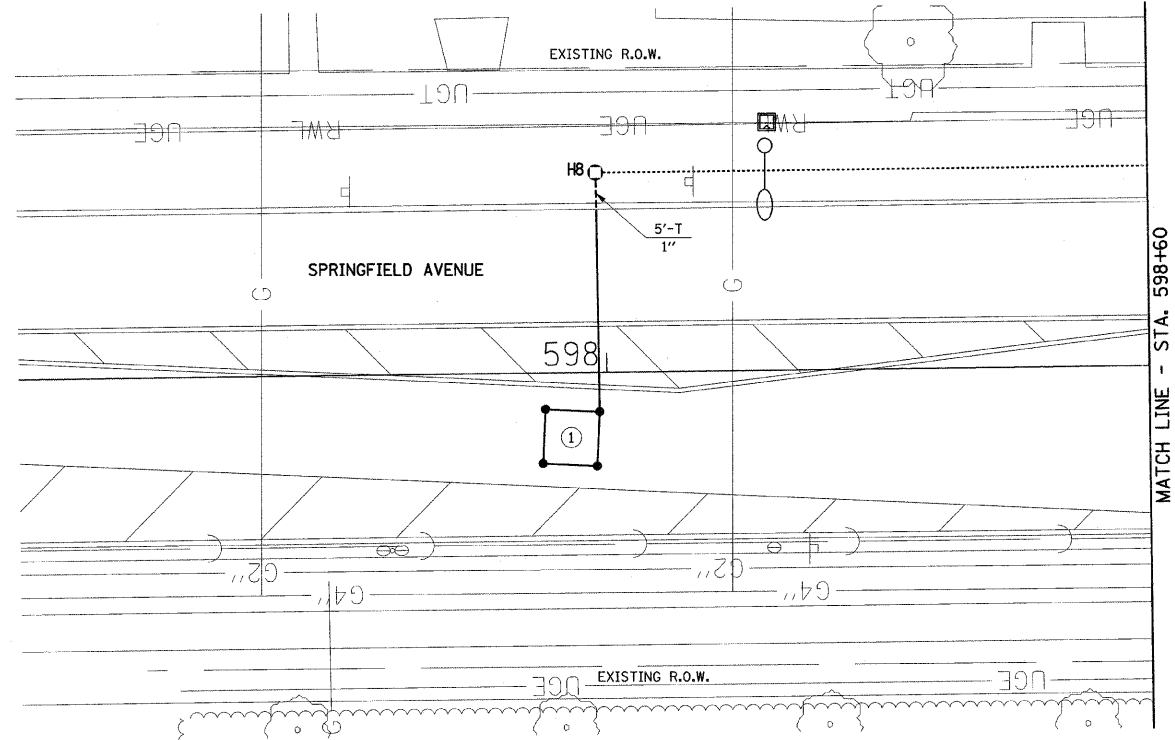 EXISTING R.O.W.
UGT
UGT
UGE
RWL
UGE
RWL
UGE
H8
5'-T
1"
SPRINGFIELD AVENUE
G
G
598
1
MATCH LINE - STA. 598+60
G2"
G2"
G4"
G4"
UGE
EXISTING R.O.W.
UGE
G